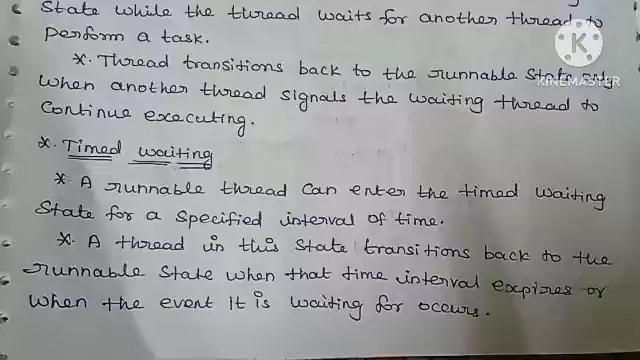 State while the thread waits for another thread to
perform a task.
*. Thread transitions back to the runnable State only
when another thread signals the waiting thread to
Continue executing.
*. Timed waiting
*. A runnable thread can enter the timed waiting
State for a specified interval of time.
*. A thread in this state transitions back to the
runnable state when that time interval expires or
when the event it is waiting for occurs.
K
KINEMASTER